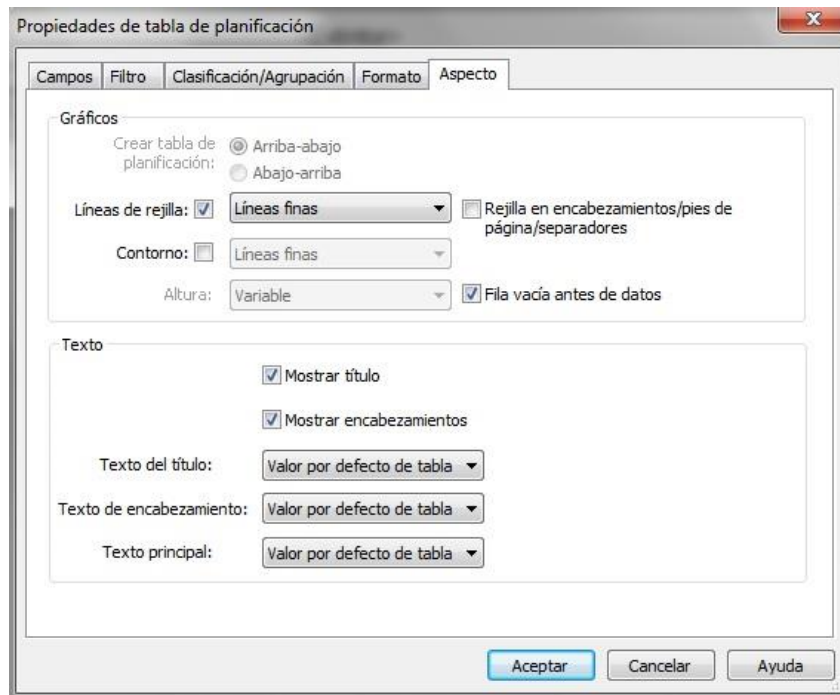 Propiedades de tabla de planificación
Campos Filtro Clasificación/Agrupación Formato Aspecto
Gráficos
Crear tabla de
planificación:
Arriba-abajo
Abajo-arriba
Líneas de rejilla: Líneas finas Rejilla en encabezamientos/pies de
página/separadores
Contorno: Líneas finas
Altura: Variable Fila vacía antes de datos
Texto
Mostrar título
Mostrar encabezamientos
Texto del título: Valor por defecto de tabla
Texto de encabezamiento: Valor por defecto de tabla
Texto principal: Valor por defecto de tabla
Aceptar Cancelar Ayuda